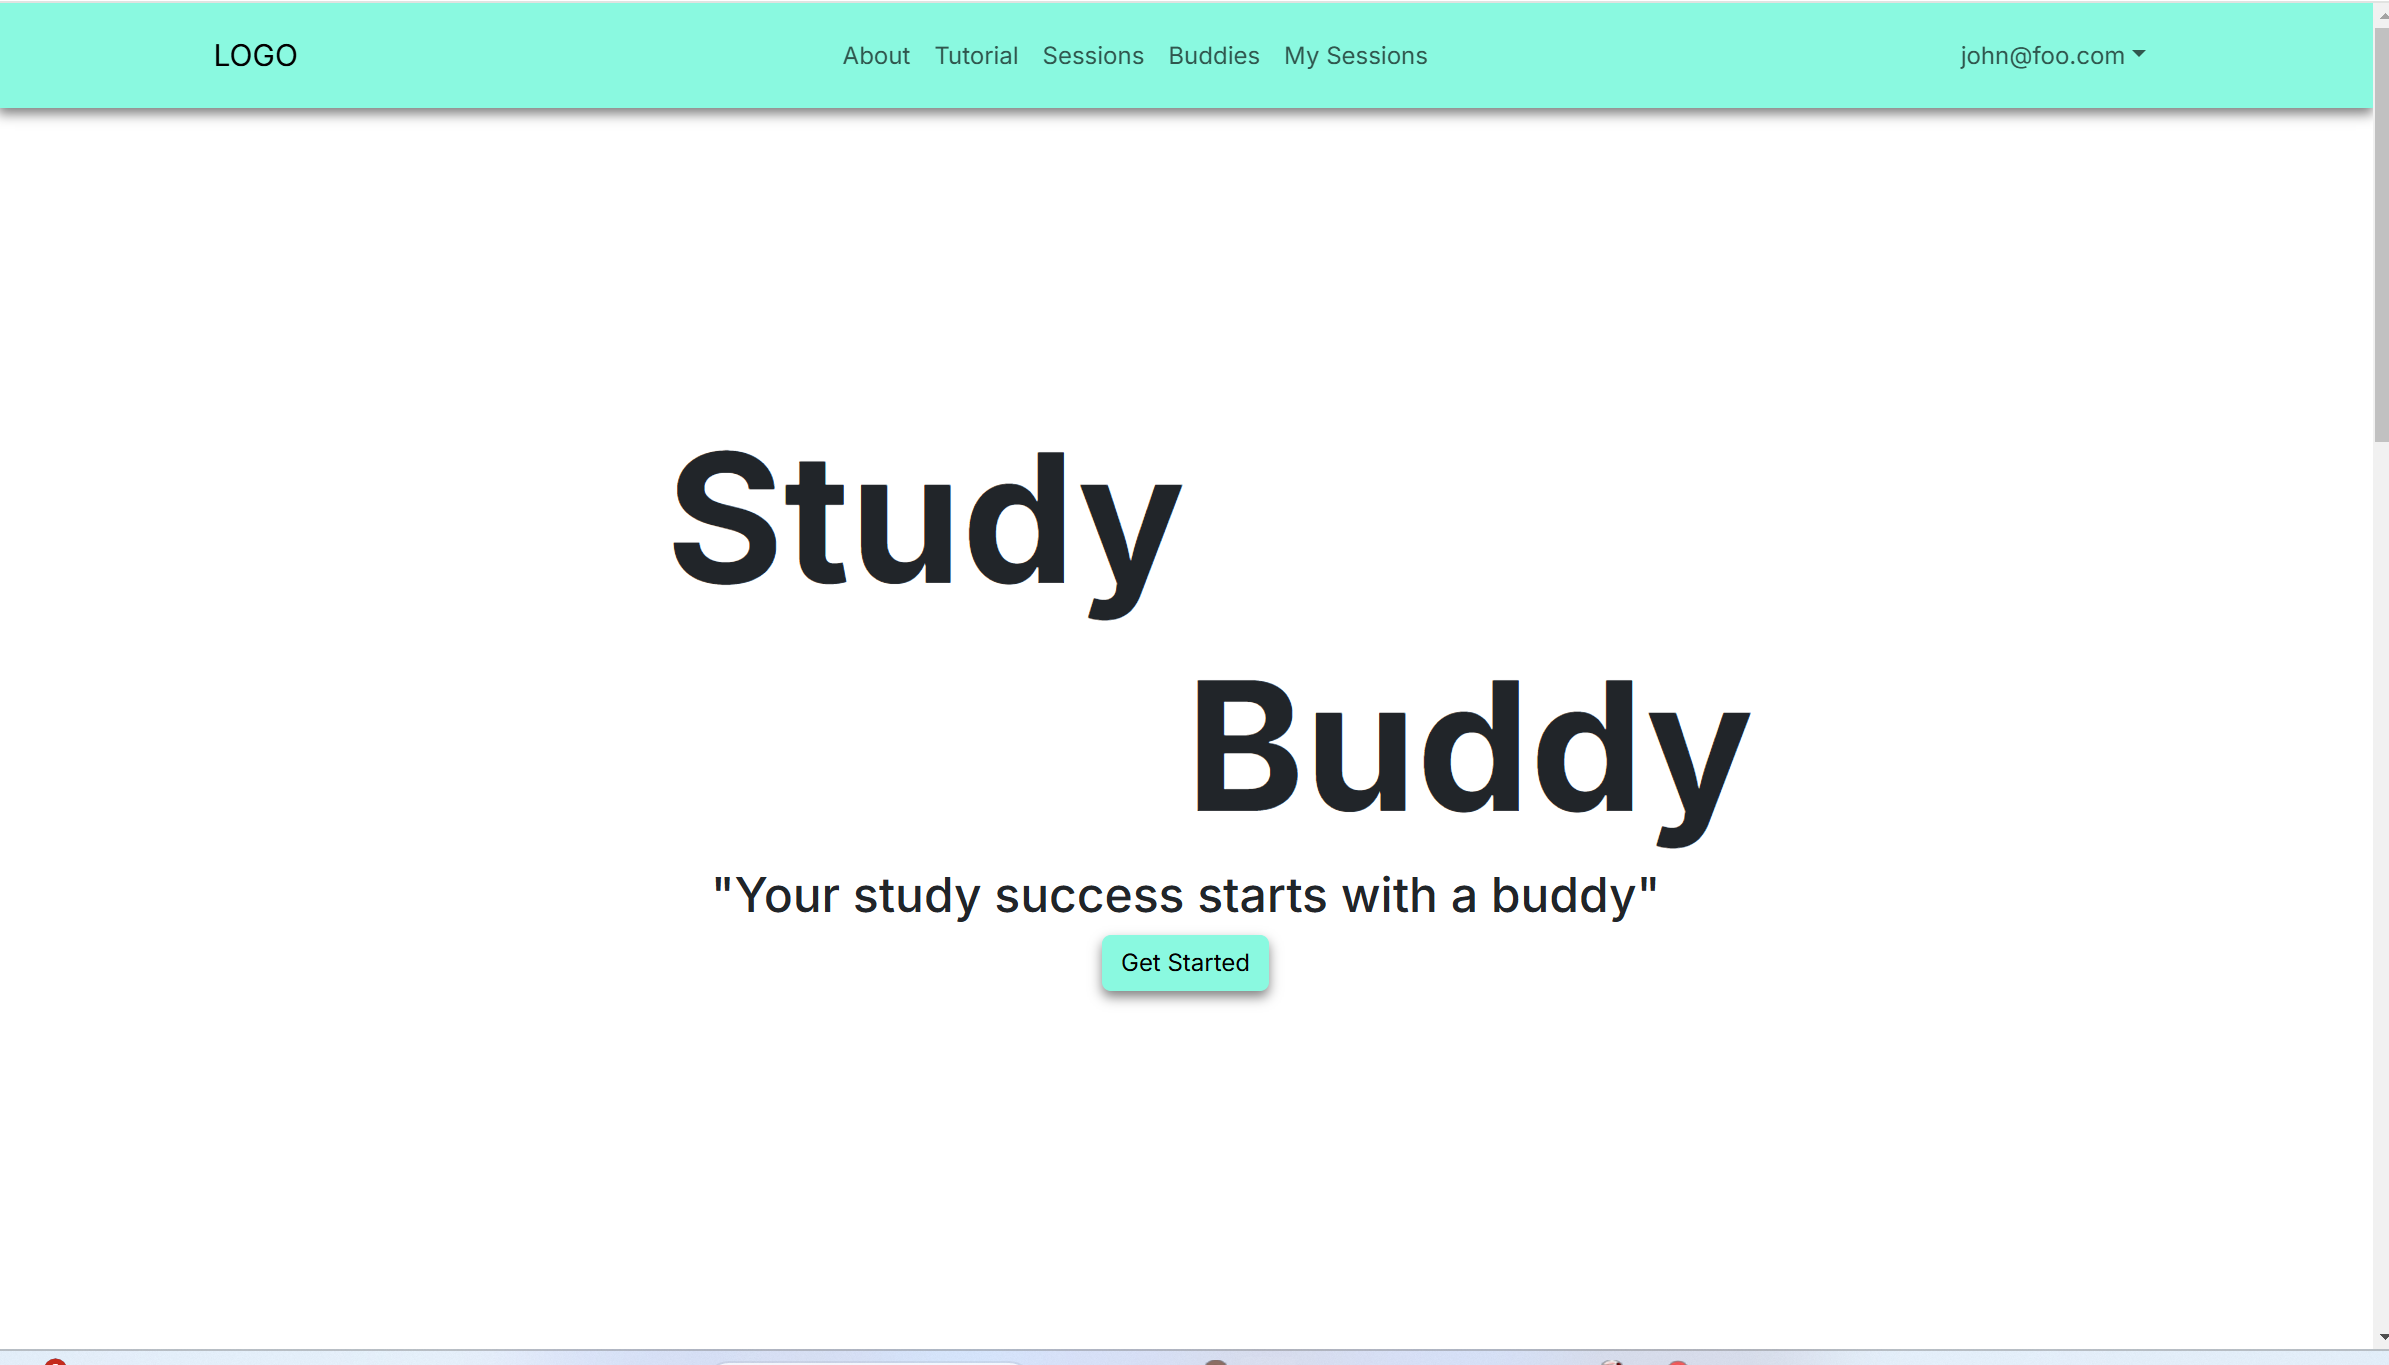 LOGO About Tutorial Sessions Buddies My Sessions john@foo.com
Study
Buddy
"Your study success starts with a buddy"
Get Started